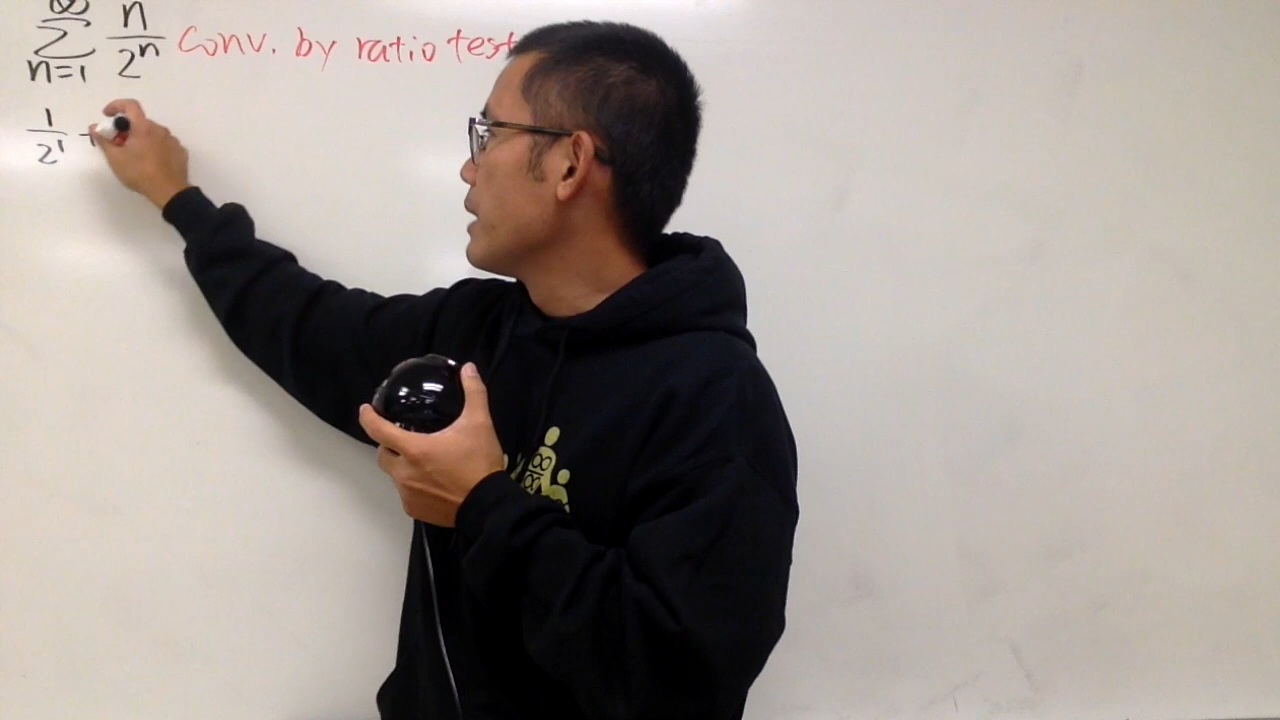 ∞
∑ n/2ⁿ Conv. by ratio test
n=1
1/2¹ +
∞
∞